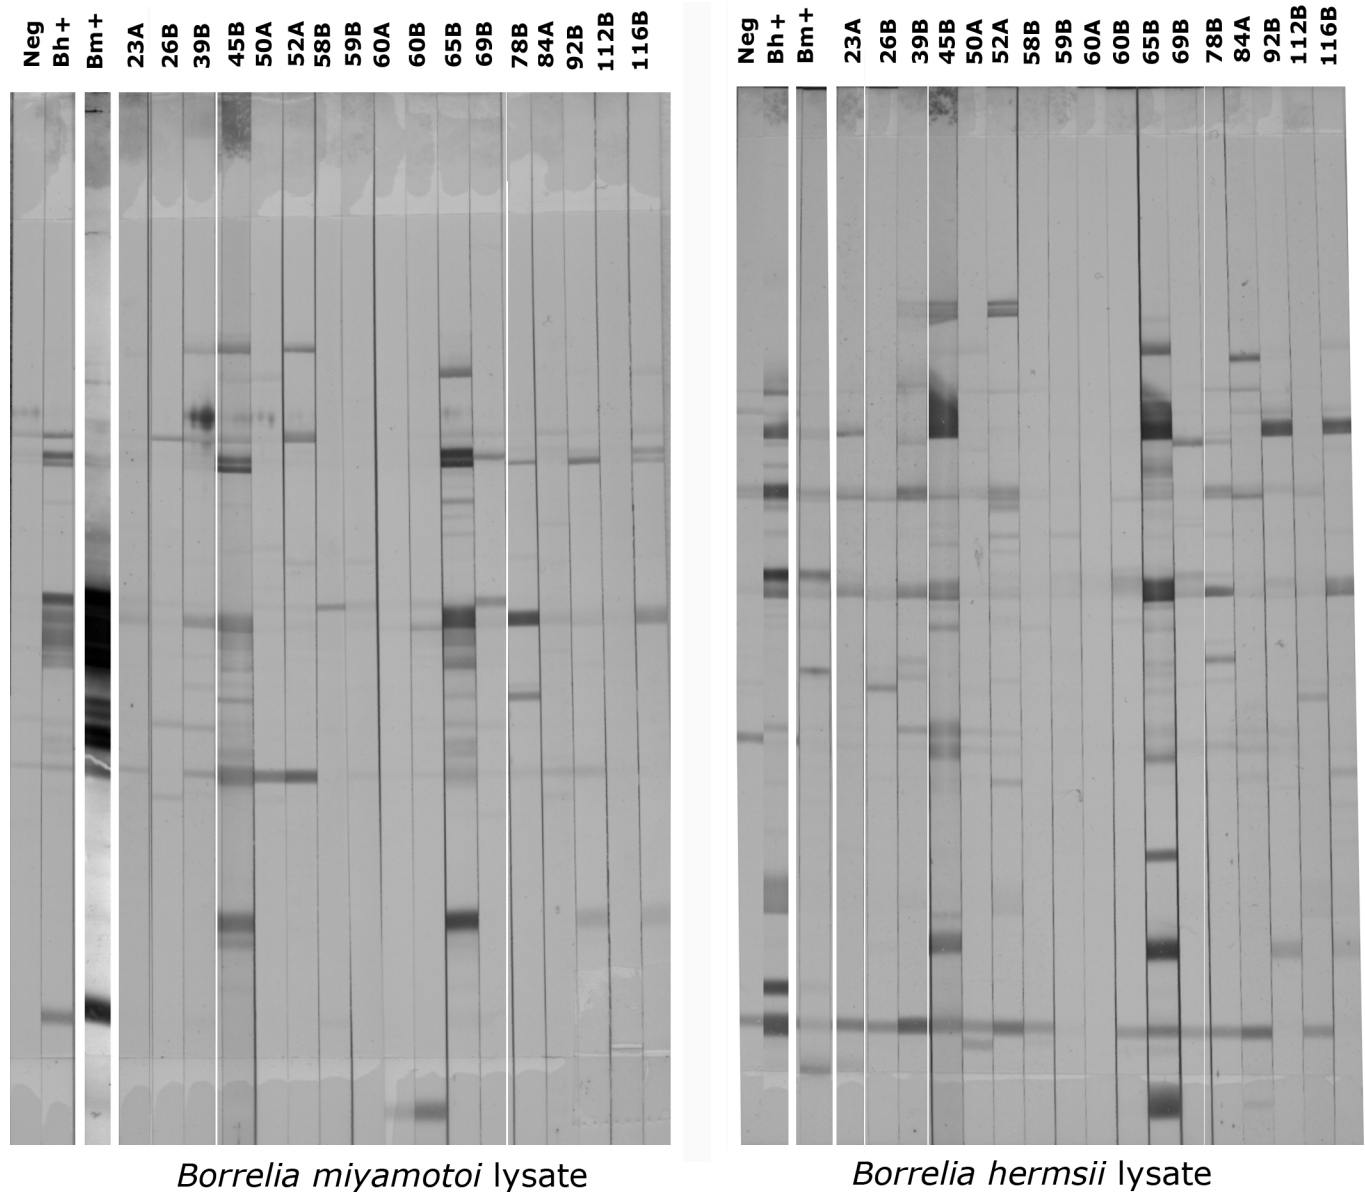 Neg Bh+ Bm+ 23A 26B 39B 45B 50A 52A 58B 59B 60A 60B 65B 69B 78B 84A 92B 112B 116B
Neg Bh+ Bm+ 23A 26B 39B 45B 50A 52A 58B 59B 60A 60B 65B 69B 78B 84A 92B 112B 116B
Borrelia miyamotoi lysate
Borrelia hermsii lysate